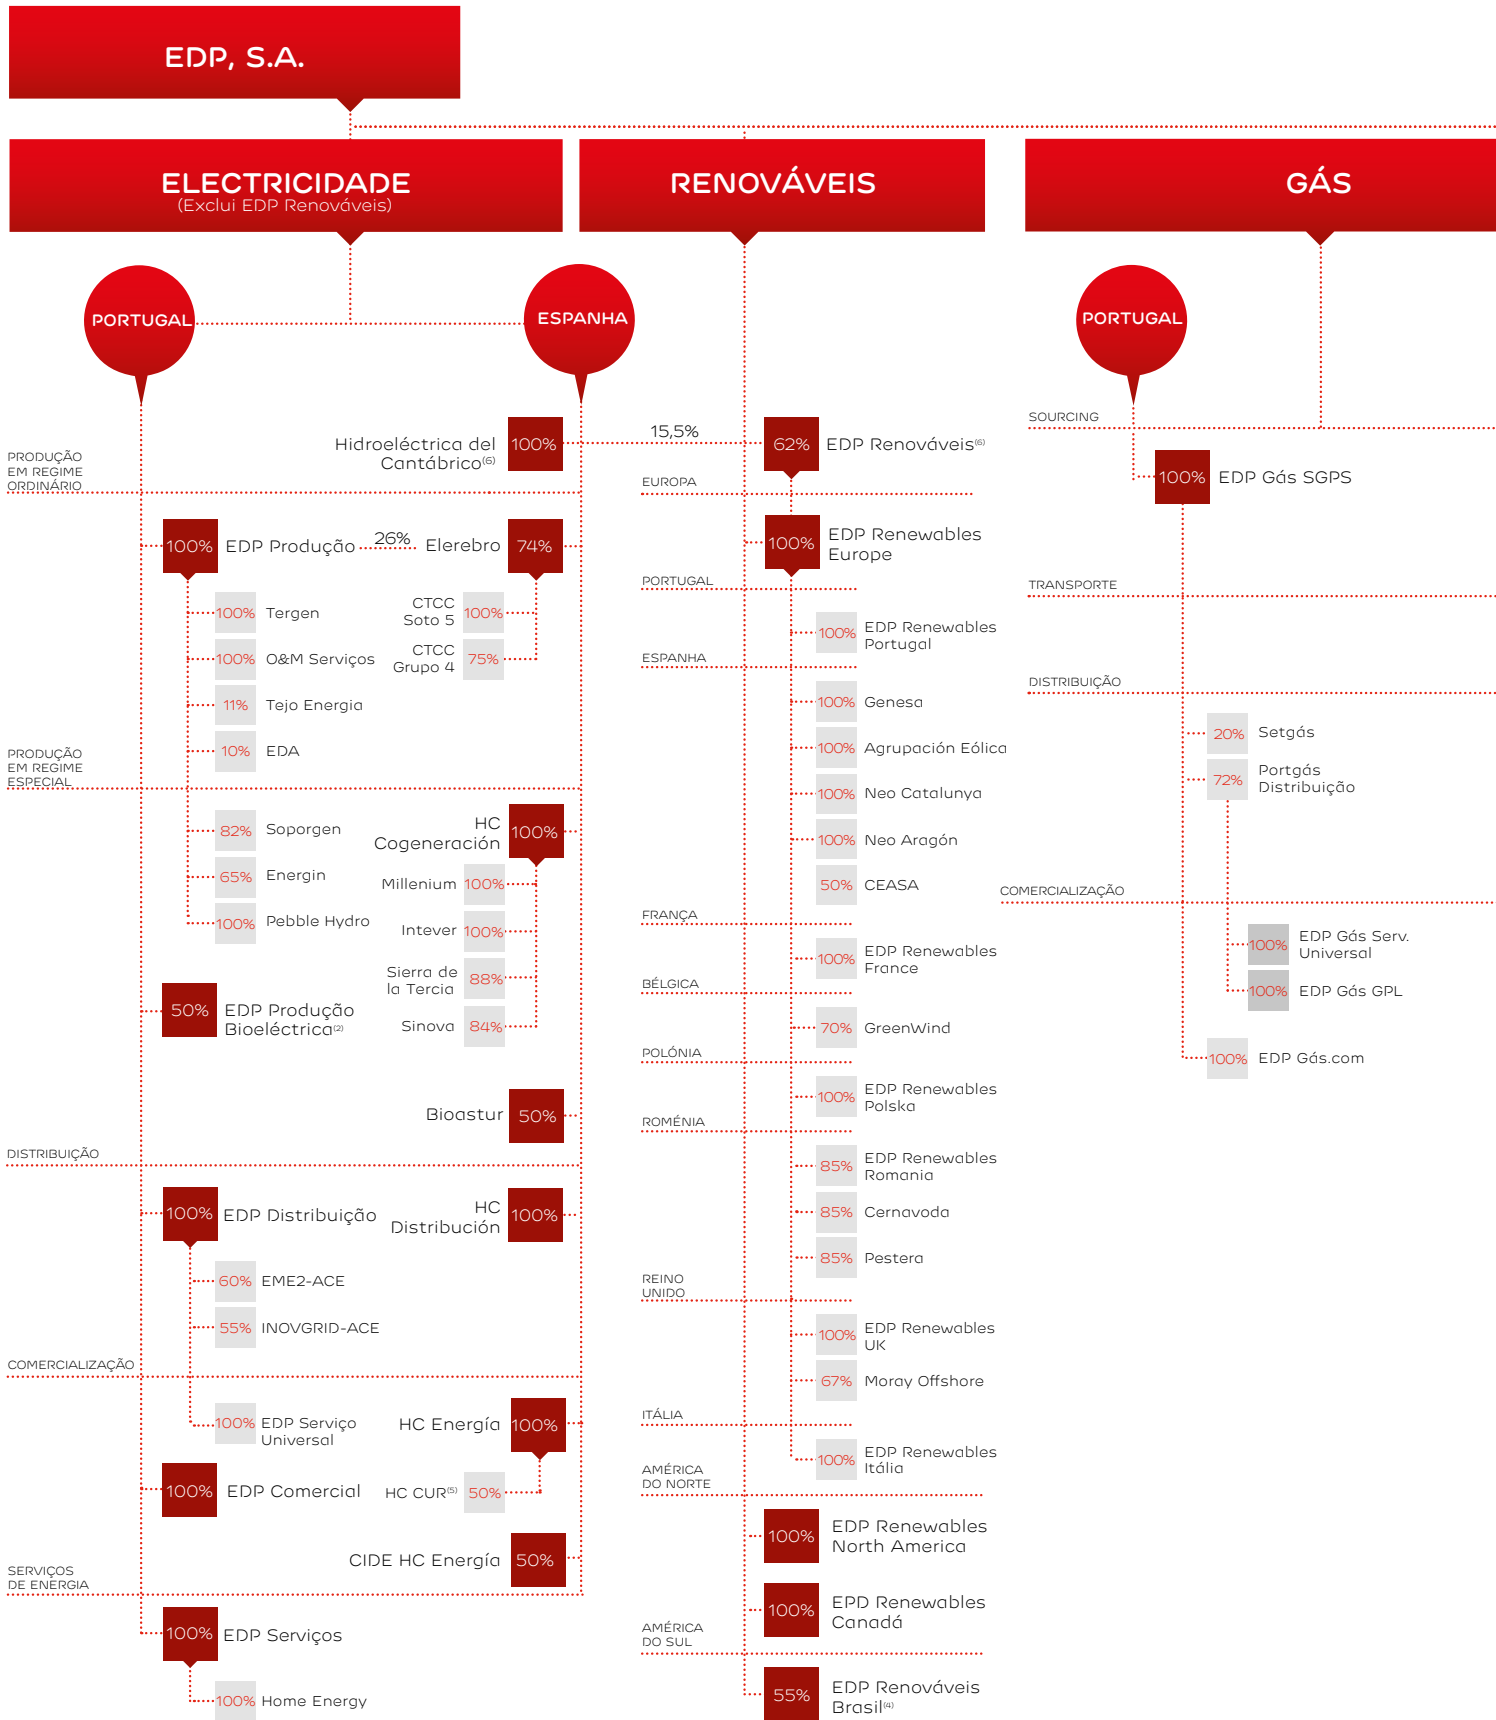 EDP, S.A.
ELECTRICIDADE
(Exclui EDP Renováveis)
RENOVÁVEIS
GÁS
PORTUGAL
ESPANHA
PRODUÇÃO
EM REGIME
ORDINÁRIO
Hidroeléctrica del
Cantábrico(6)
100%
15,5%
100%
EDP Produção
26%
Elerebro
74%
100%
Tergen
100%
O&M Serviços
11%
Tejo Energia
10%
EDA
CTCC
Soto 5
100%
CTCC
Grupo 4
75%
PRODUÇÃO
EM REGIME
ESPECIAL
82%
Soporgen
65%
Energin
100%
Pebble Hydro
50%
EDP Produção
Bioeléctrica(2)
HC
Cogeneración
100%
Millenium
100%
Intever
100%
Sierra de
la Tercia
88%
Sinova
84%
Bioastur
50%
DISTRIBUIÇÃO
100%
EDP Distribuição
HC
Distribución
100%
60%
EME2-ACE
55%
INOVGRID-ACE
COMERCIALIZAÇÃO
100%
EDP Serviço
Universal
HC Energía
100%
100%
EDP Comercial
HC CUR(5)
50%
CIDE HC Energía
50%
SERVIÇOS
DE ENERGIA
100%
EDP Serviços
100%
Home Energy
62%
EDP Renováveis(6)
EUROPA
100%
EDP Renewables
Europe
PORTUGAL
100%
EDP Renewables
Portugal
ESPANHA
100%
Genesa
100%
Agrupación Eólica
100%
Neo Catalunya
100%
Neo Aragón
50%
CEASA
FRANÇA
100%
EDP Renewables
France
BÉLGICA
70%
GreenWind
POLÓNIA
100%
EDP Renewables
Polska
ROMÉNIA
85%
EDP Renewables
Romania
85%
Cernavoda
85%
Pestera
REINO
UNIDO
100%
EDP Renewables
UK
67%
Moray Offshore
ITÁLIA
100%
EDP Renewables
Itália
AMÉRICA
DO NORTE
100%
EDP Renewables
North America
100%
EPD Renewables
Canadá
AMÉRICA
DO SUL
55%
EDP Renováveis
Brasil(4)
PORTUGAL
SOURCING
100%
EDP Gás SGPS
TRANSPORTE
DISTRIBUIÇÃO
20%
Setgás
72%
Portgás
Distribuição
COMERCIALIZAÇÃO
100%
EDP Gás Serv.
Universal
100%
EDP Gás GPL
100%
EDP Gás.com